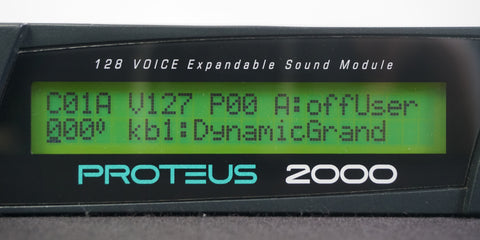 128 VOICE Expandable Sound Module
C01A V127 P00 A:offUser
000⁰ kb1:DynamicGrand
PROTEUS 2000